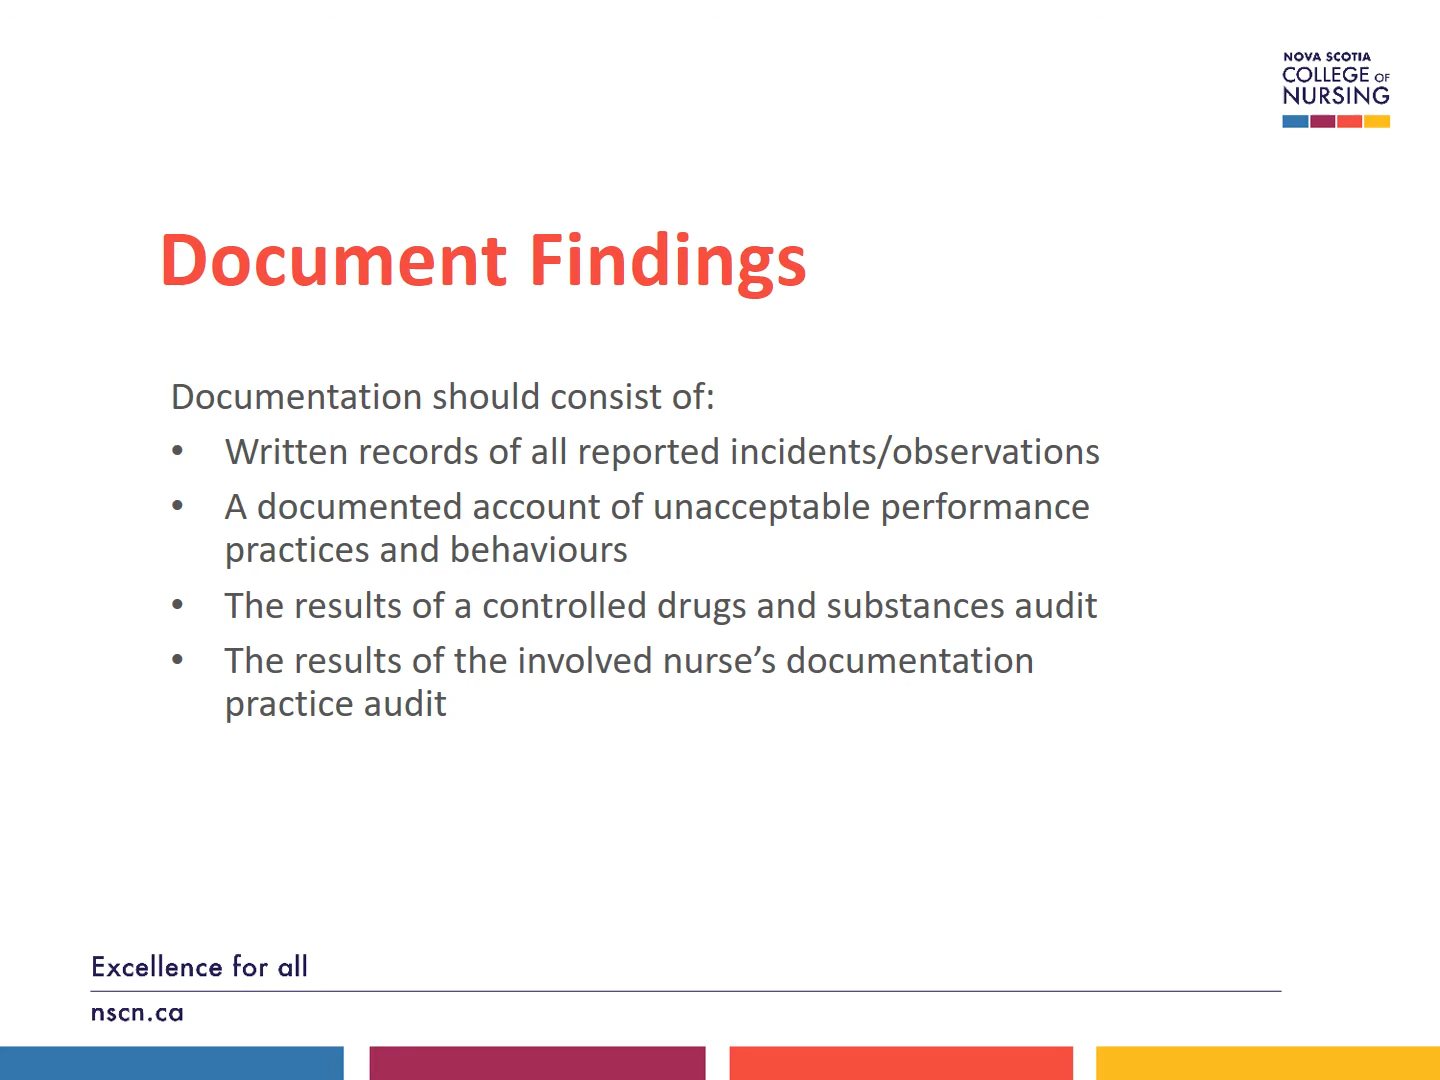 NOVA SCOTIA
COLLEGE OF
NURSING
Document Findings
Documentation should consist of:
• Written records of all reported incidents/observations
• A documented account of unacceptable performance
practices and behaviours
• The results of a controlled drugs and substances audit
• The results of the involved nurse’s documentation
practice audit
Excellence for all
nscn.ca